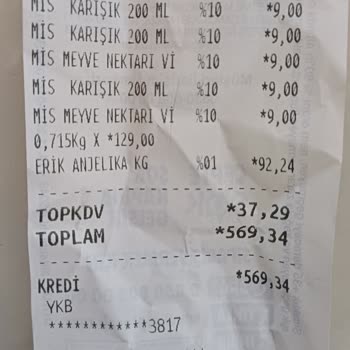 MİS KARIŞIK 200 ML %10 *9,00
MİS KARIŞIK 200 ML %10 *9,00
MİS MEYVE NEKTARI Vİ %10 *9,00
MİS KARIŞIK 200 ML %10 *9,00
MİS MEYVE NEKTARI Vİ %10 *9,00
0,715Kg X *129,00
ERİK ANJELIKA KG %01 *92,24
TOPKDV *37,29
TOPLAM *569,34
KREDİ *569,34
YKB
************3817